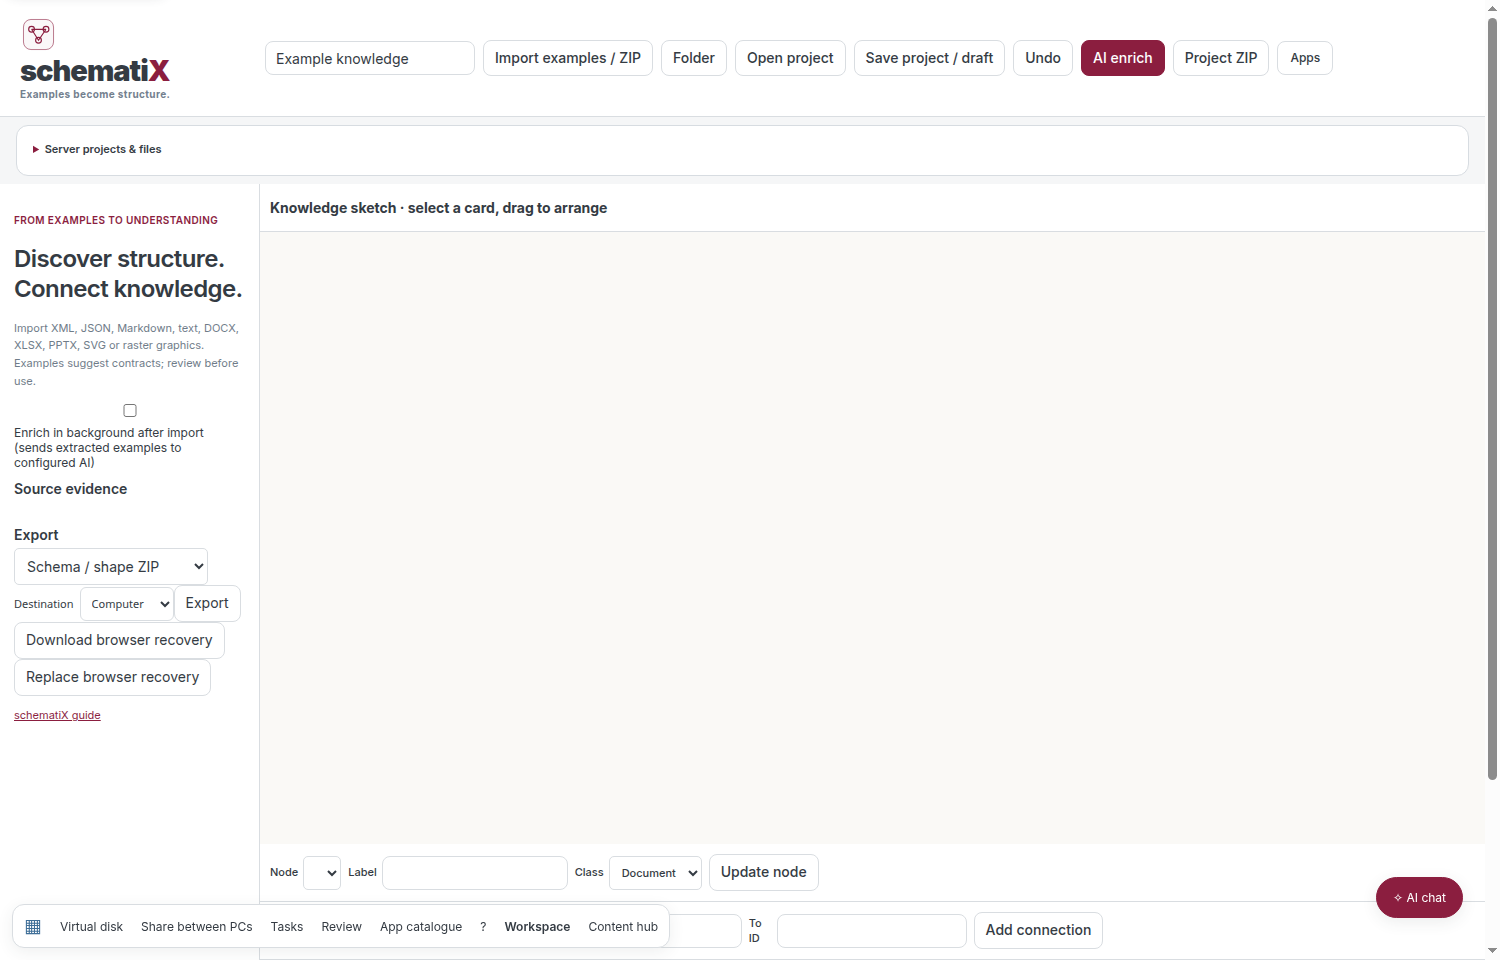 schematiX
Examples become structure.
Example knowledge
Import examples / ZIP
Folder
Open project
Save project / draft
Undo
AI enrich
Project ZIP
Apps
Server projects & files
FROM EXAMPLES TO UNDERSTANDING
Discover structure.
Connect knowledge.
Import XML, JSON, Markdown, text, DOCX,
XLSX, PPTX, SVG or raster graphics.
Examples suggest contracts; review before
use.
Enrich in background after import
(sends extracted examples to
configured AI)
Source evidence
Export
Schema / shape ZIP
Destination
Computer
Export
Download browser recovery
Replace browser recovery
schematiX guide
Knowledge sketch · select a card, drag to arrange
Node
Label
Class
Document
Update node
To
ID
Add connection
✧ AI chat
Virtual disk
Share between PCs
Tasks
Review
App catalogue
?
Workspace
Content hub